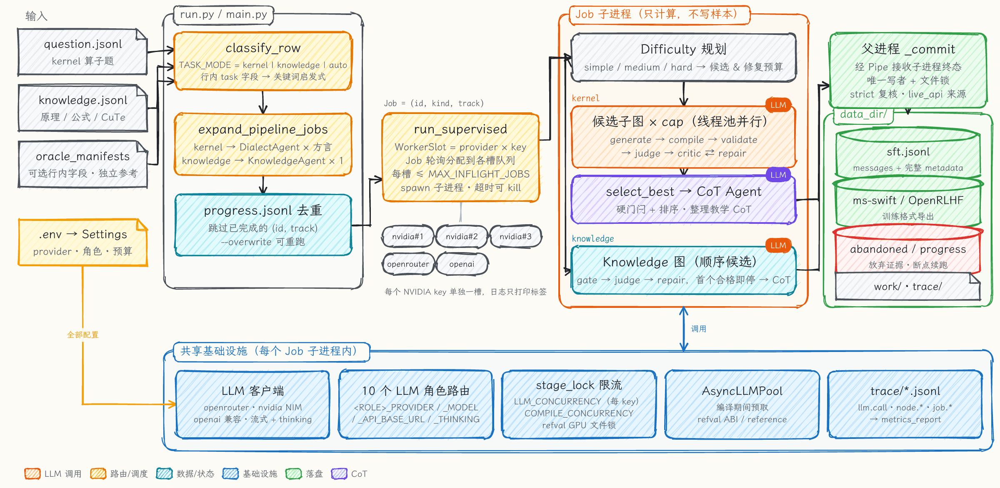 输入
question.jsonl
kernel 算子题
knowledge.jsonl
原理 / 公式 / CuTe
oracle_manifests
可选行内字段・独立参考
.env → Settings
provider・角色・预算
全部配置
run.py / main.py
classify_row
TASK_MODE = kernel | knowledge | auto
行内 task 字段 → 关键词启发式
expand_pipeline_jobs
kernel → DialectAgent × 方言
knowledge → KnowledgeAgent × 1
progress.jsonl 去重
跳过已完成的 (id, track)
--overwrite 可重跑
Job = (id, kind, track)
run_supervised
WorkerSlot = provider × key
Job 轮询分配到各槽队列
每槽 ≤ MAX_INFLIGHT_JOBS
spawn 子进程・超时可 kill
nvidia#1
nvidia#2
nvidia#3
openrouter
openai
每个 NVIDIA key 单独一槽，日志只打印标签
Job 子进程（只计算，不写样本）
Difficulty 规划
simple / medium / hard → 候选 & 修复预算
kernel
LLM
候选子图 × cap（线程池并行）
generate → compile → validate
→ judge → critic ⇄ repair
LLM
select_best → CoT Agent
硬门闩 + 排序・整理教学 CoT
knowledge
LLM
Knowledge 图（顺序候选）
gate → judge → repair，首个合格即停 → CoT
父进程 _commit
经 Pipe 接收子进程终态
唯一写者 + 文件锁
strict 复核・live_api 来源
data_dir/
sft.jsonl
messages + 完整 metadata
ms-swift / OpenRLHF
训练格式导出
abandoned / progress
放弃证据・断点续跑
work/・trace/
调用
共享基础设施（每个 Job 子进程内）
LLM 客户端
openrouter・nvidia NIM
openai 兼容・流式 + thinking
10 个 LLM 角色路由
<ROLE>_PROVIDER / _MODEL
/ _API_BASE_URL / _THINKING
stage_lock 限流
LLM_CONCURRENCY（每 key）
COMPILE_CONCURRENCY
refval GPU 文件锁
AsyncLLMPool
编译期间预取
refval ABI / reference
trace/*.jsonl
llm.call・node.*・job.*
→ metrics_report
LLM 调用
路由/调度
数据/状态
基础设施
落盘
CoT